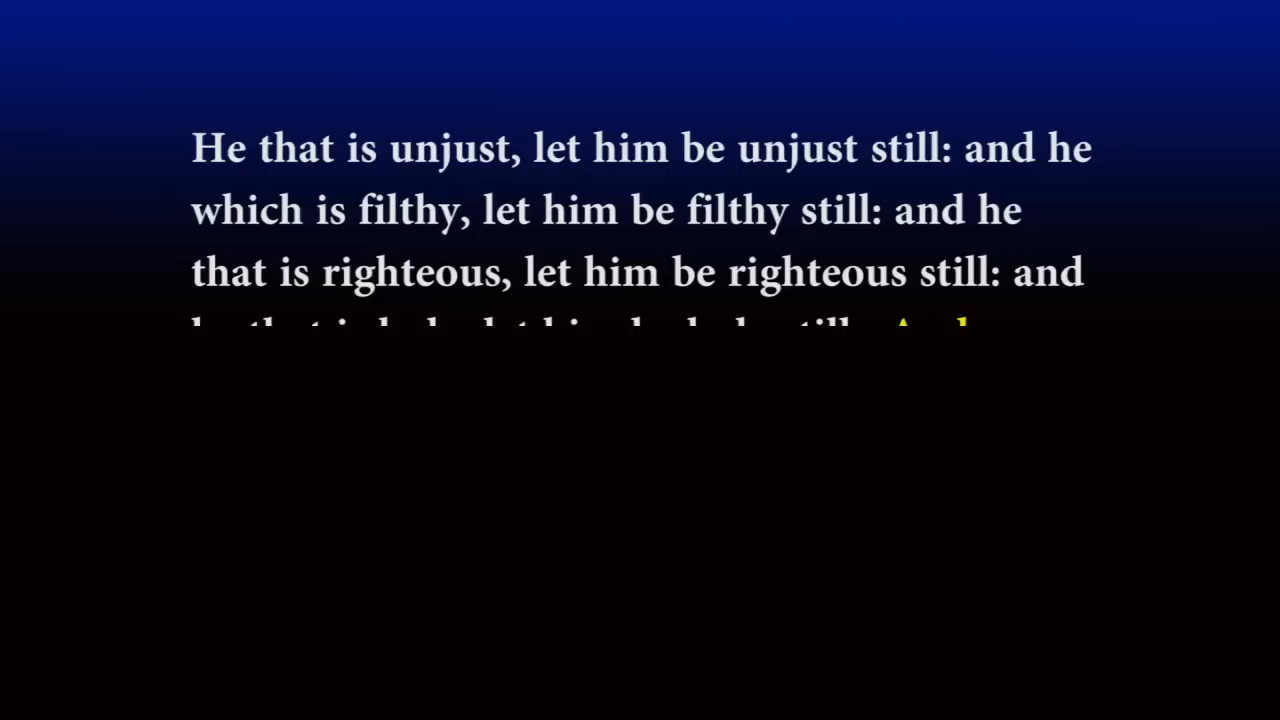 He that is unjust, let him be unjust still: and he
which is filthy, let him be filthy still: and he
that is righteous, let him be righteous still: and